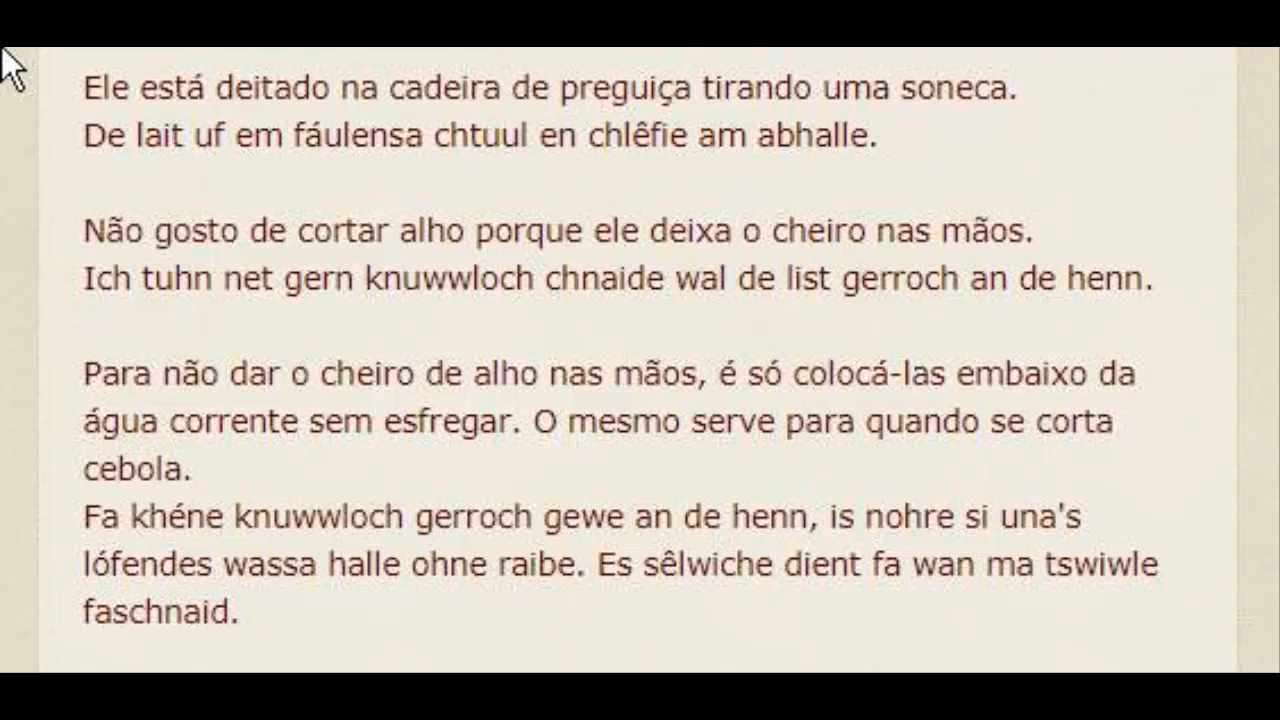 Ele está deitado na cadeira de preguiça tirando uma soneca.
De lait uf em fáulensa chtuul en chlêfie am abhalle.
Não gosto de cortar alho porque ele deixa o cheiro nas mãos.
Ich tuhn net gern knuwwloch chnaide wal de list gerroch an de henn.
Para não dar o cheiro de alho nas mãos, é só colocá-las embaixo da
água corrente sem esfregar. O mesmo serve para quando se corta
cebola.
Fa khéne knuwwloch gerroch gewe an de henn, is nohre si una's
lófendes wassa halle ohne raibe. Es sêlwiche dient fa wan ma tswiwle
faschnaid.